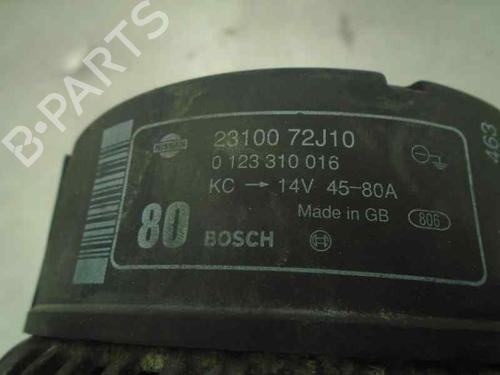 B-PARTS
NISSAN
23100 72J10
0 123 310 016
KC → 14V 45-80A
Made in GB 806
80 BOSCH
463